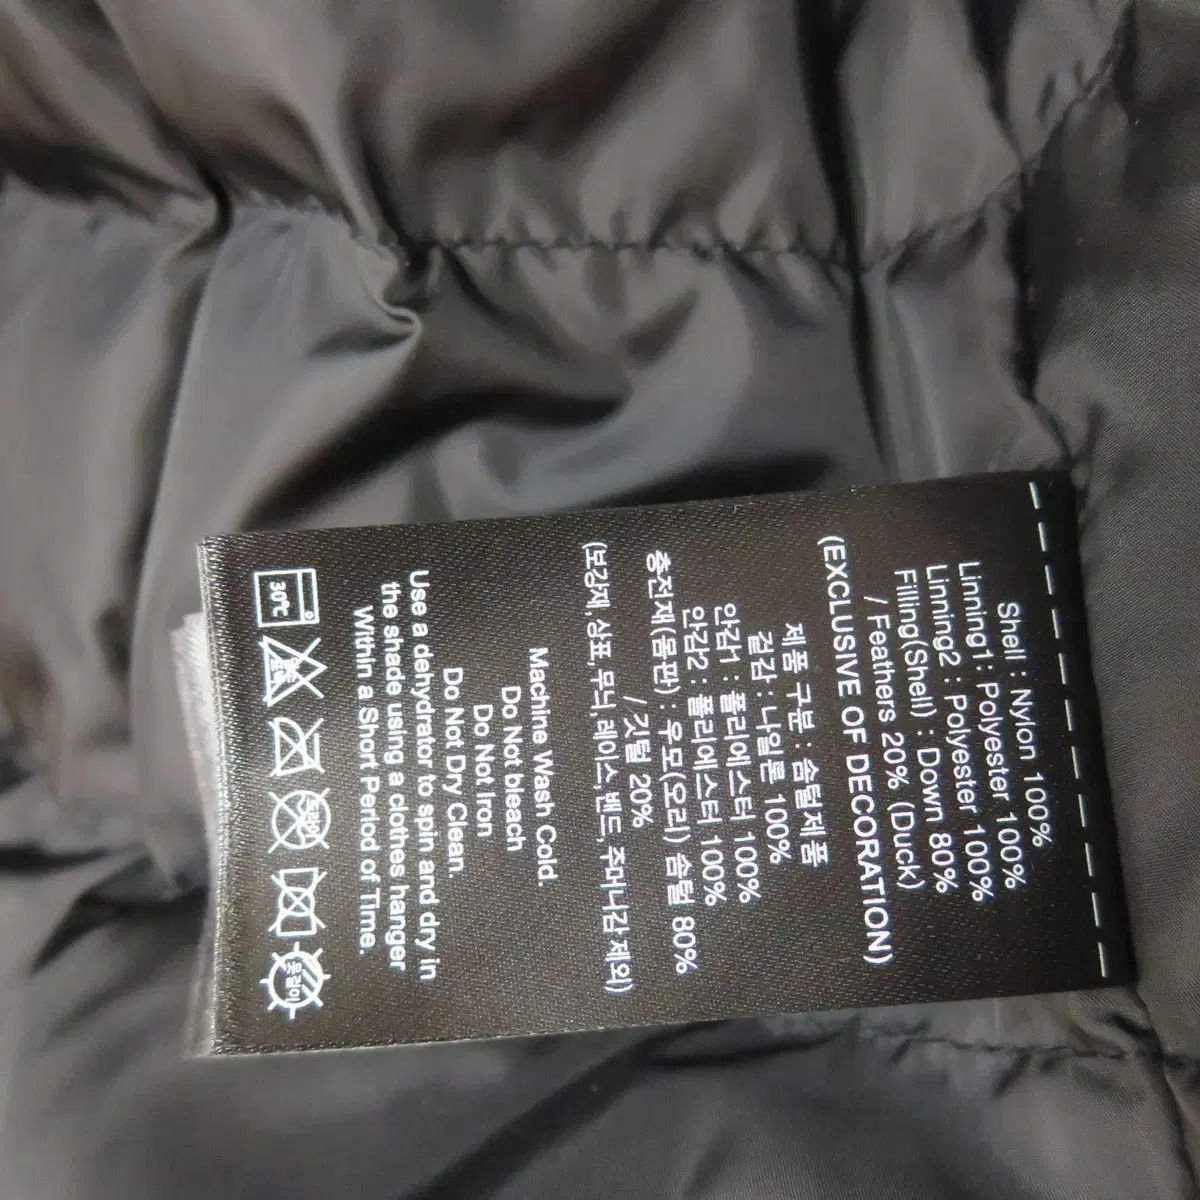 Shell : Nylon 100%
Linning1: Polyester 100%
Linning2 : Polyester 100%
Filling(Shell) : Down 80%
/ Feathers 20% (Duck)
(EXCLUSIVE OF DECORATION)
제품 구분 : 솜털제품
겉감 : 나일론 100%
안감1 : 폴리에스터 100%
안감2 : 폴리에스터 100%
충전재(몸판) : 우모(오리) 솜털 80%
/ 깃털 20%
(보강재,상표,무늬,레이스,밴드, 주머니감 제외)
Machine Wash Cold.
Do Not bleach
Do Not Iron
Do Not Dry Clean.
Use a dehydrator to spin and dry in
the shade using a clothes hanger
Within a Short Period of Time.
30℃
드라이
옷걸이